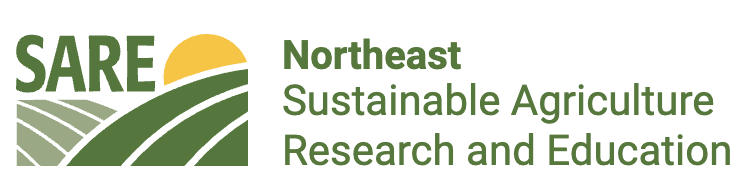 SARE
Northeast
Sustainable Agriculture
Research and Education